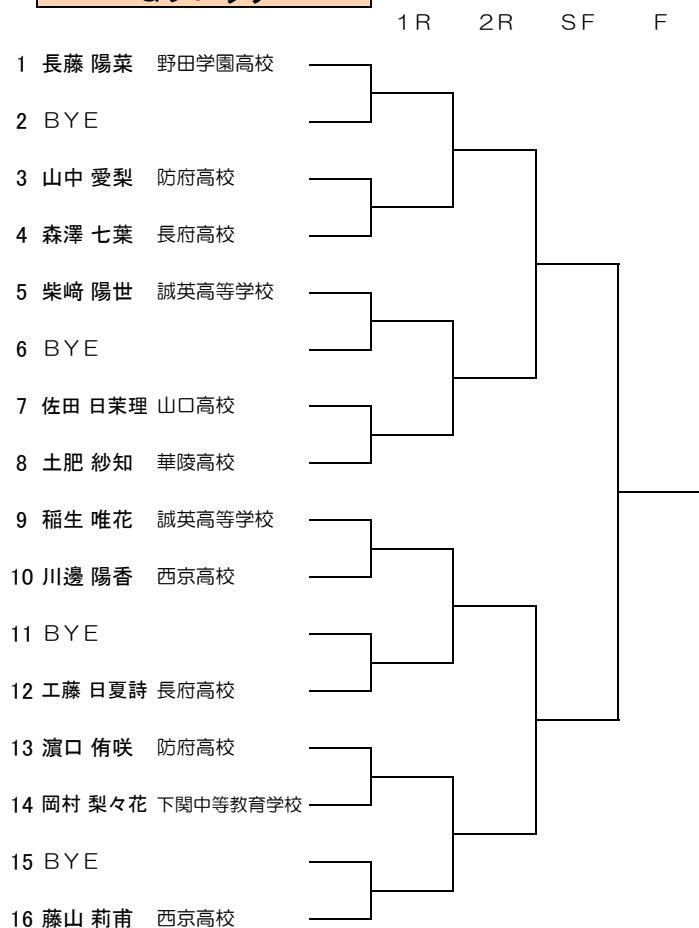 1R 2R SF F
1 長藤 陽菜 野田学園高校
2 BYE
3 山中 愛梨 防府高校
4 森澤 七葉 長府高校
5 柴﨑 陽世 誠英高等学校
6 BYE
7 佐田 日茉理 山口高校
8 土肥 紗知 華陵高校
9 稲生 唯花 誠英高等学校
10 川邊 陽香 西京高校
11 BYE
12 工藤 日夏詩 長府高校
13 濵口 侑咲 防府高校
14 岡村 梨々花 下関中等教育学校
15 BYE
16 藤山 莉甫 西京高校